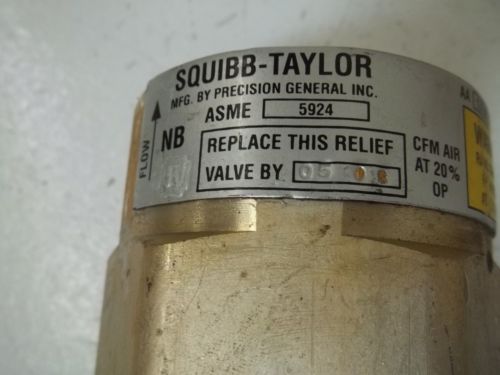 SQUIBB-TAYLOR
MFG. BY PRECISION GENERAL INC.
ASME 5924
FLOW
NB
REPLACE THIS RELIEF
VALVE BY
CFM AIR
AT 20%
OP